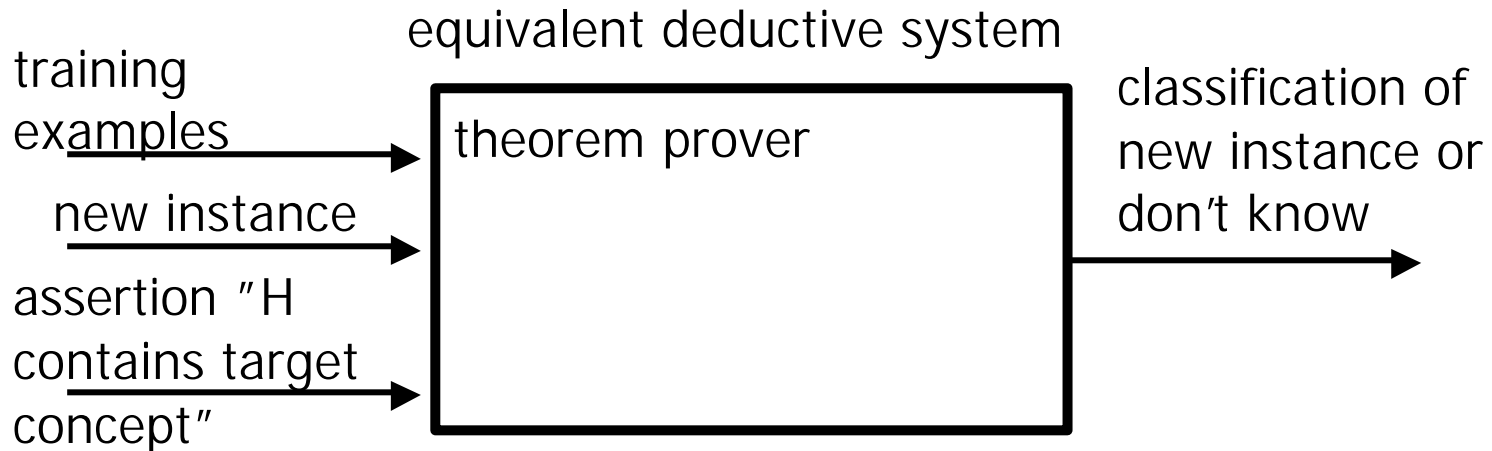 equivalent deductive system
training
examples
new instance
assertion "H
contains target
concept"
theorem prover
classification of
new instance or
don't know